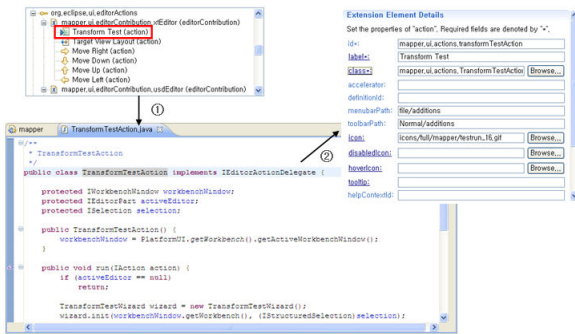 org.eclipse.ui.editorActions
mapper.ui.editorContribution.xfEditor (editorContribution)
Transform Test (action)
Target View Layout (action)
Move Right (action)
Move Down (action)
Move Up (action)
Move Left (action)
mapper.ui.editorContribution.usdEditor (editorContribution)
①
Extension Element Details
Set the properties of "action". Required fields are denoted by "*".
id*: mapper.ui.actions.transformTestAction
label*: Transform Test
class*: mapper.ui.actions.TransformTestAction Browse...
accelerator:
definitionId:
menubarPath: file/additions
toolbarPath: Normal/additions
icon: icons/full/mapper/testrun_16.gif Browse...
disabledIcon: Browse...
hoverIcon: Browse...
tooltip:
helpContextId:
②
mapper TransformTestAction.java
/**
* TransformTestAction
*/
public class TransformTestAction implements IEditorActionDelegate {
protected IWorkbenchWindow workbenchWindow;
protected IEditorPart activeEditor;
protected ISelection selection;
public TransformTestAction() {
workbenchWindow = PlatformUI.getWorkbench().getActiveWorkbenchWindow();
}
public void run(IAction action) {
if (activeEditor == null)
return;
TransformTestWizard wizard = new TransformTestWizard();
wizard.init(workbenchWindow.getWorkbench(), (IStructuredSelection)selection);